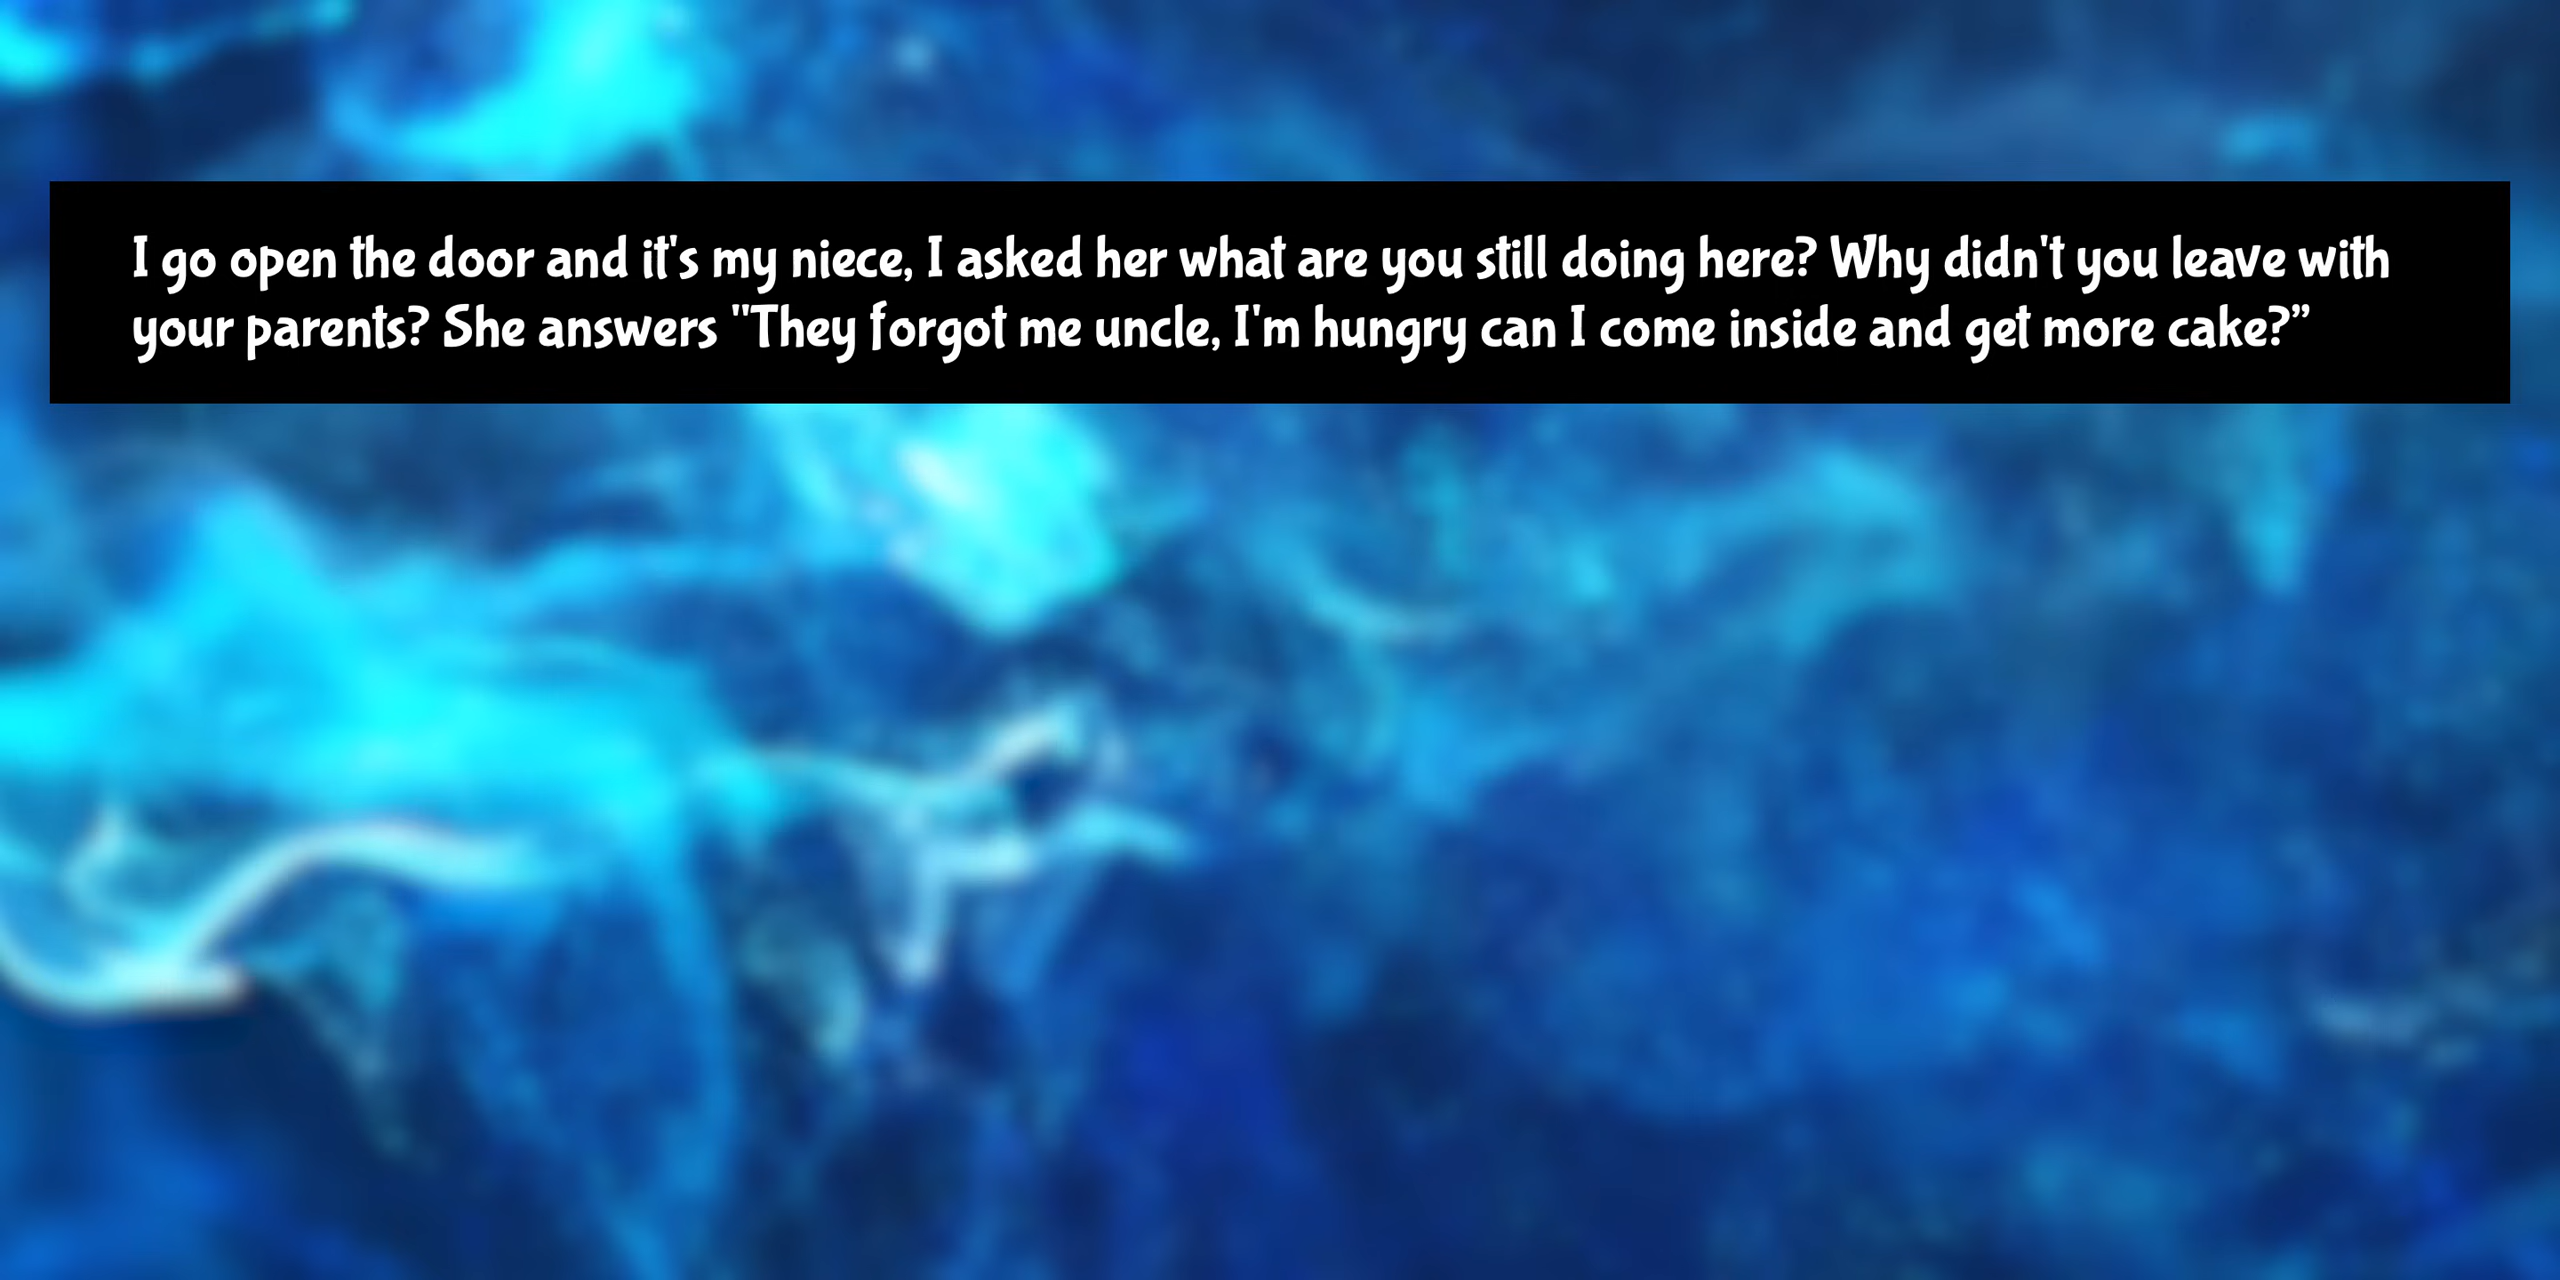 I go open the door and it's my niece, I asked her what are you still doing here? Why didn't you leave with
your parents? She answers "They forgot me uncle, I'm hungry can I come inside and get more cake?”